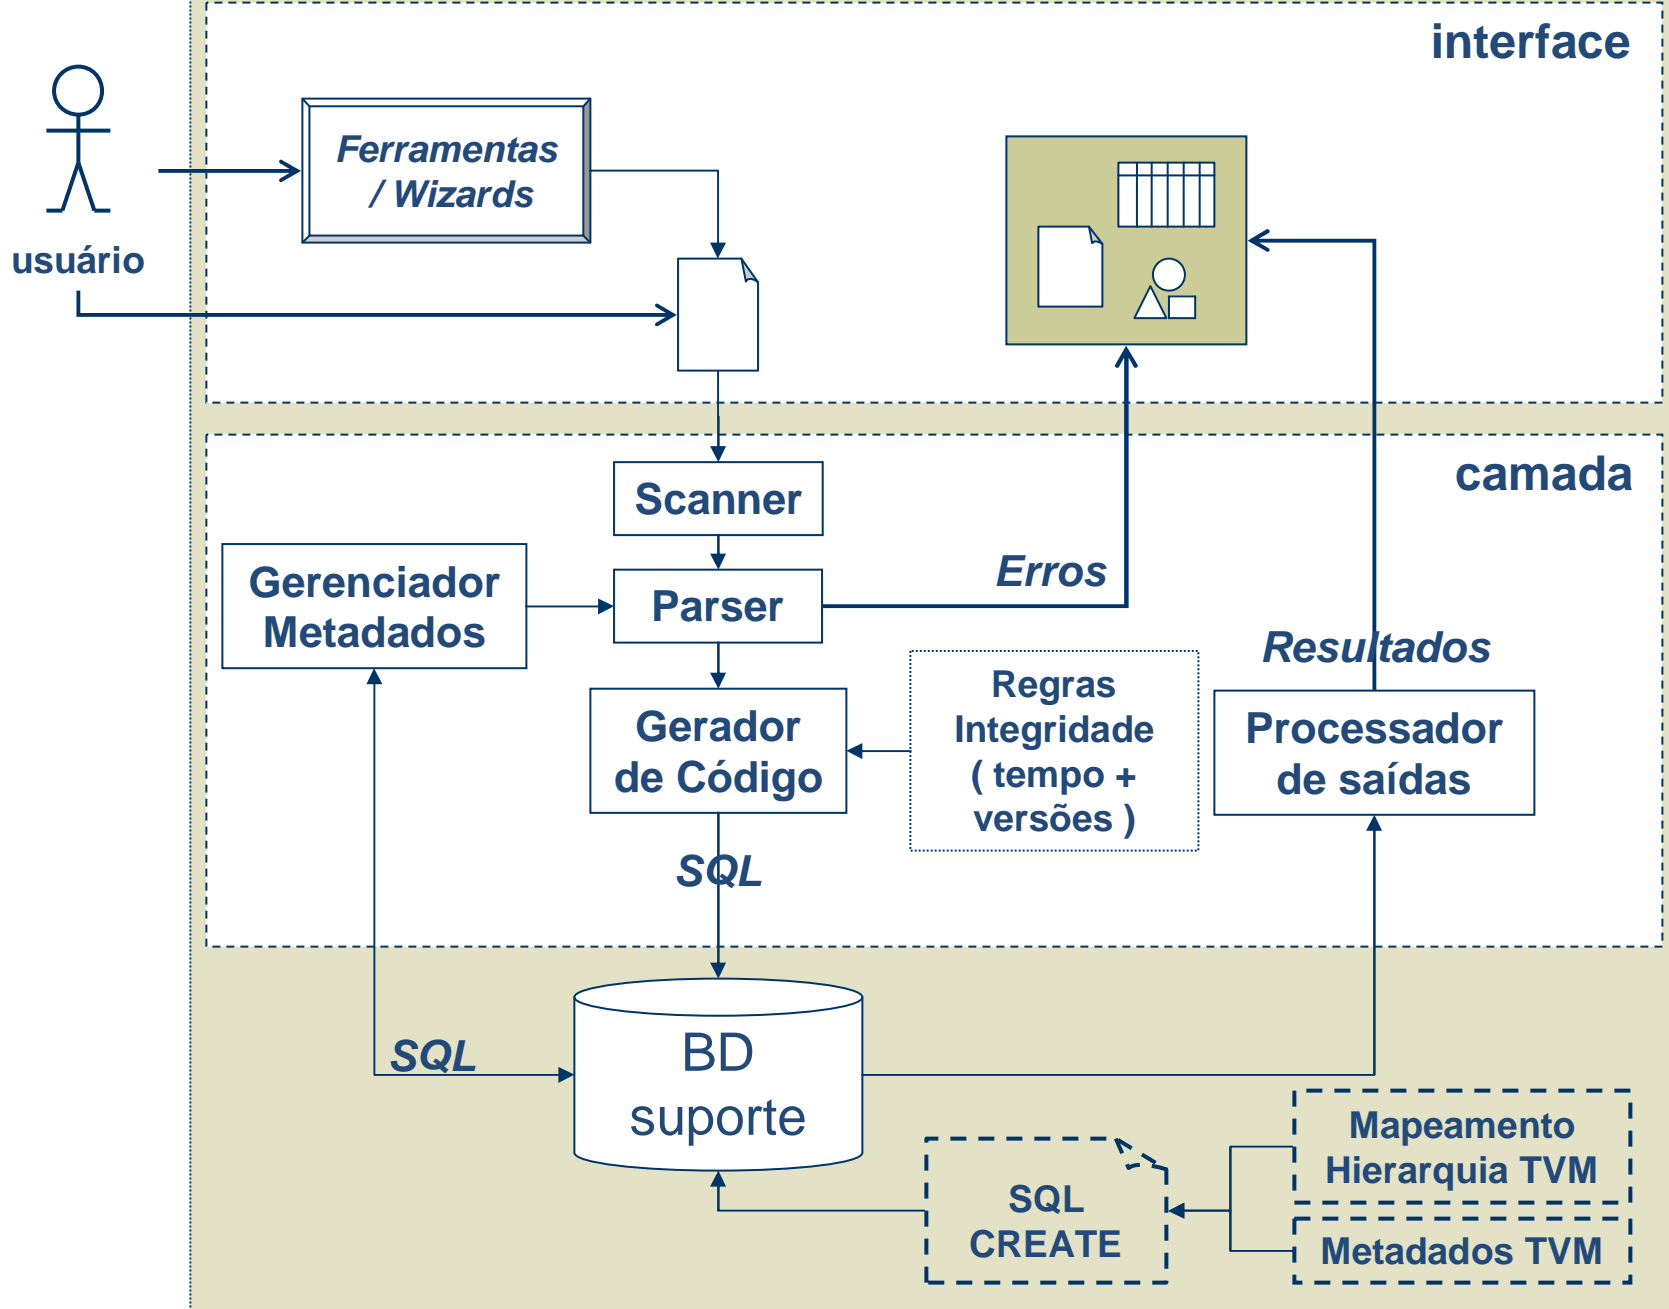 interface
Ferramentas
/ Wizards
usuário
camada
Scanner
Gerenciador
Metadados
Parser
Erros
Resultados
Gerador
de Código
Regras
Integridade
( tempo +
versões )
Processador
de saídas
SQL
SQL
BD
suporte
SQL
CREATE
Mapeamento
Hierarquia TVM
Metadados TVM